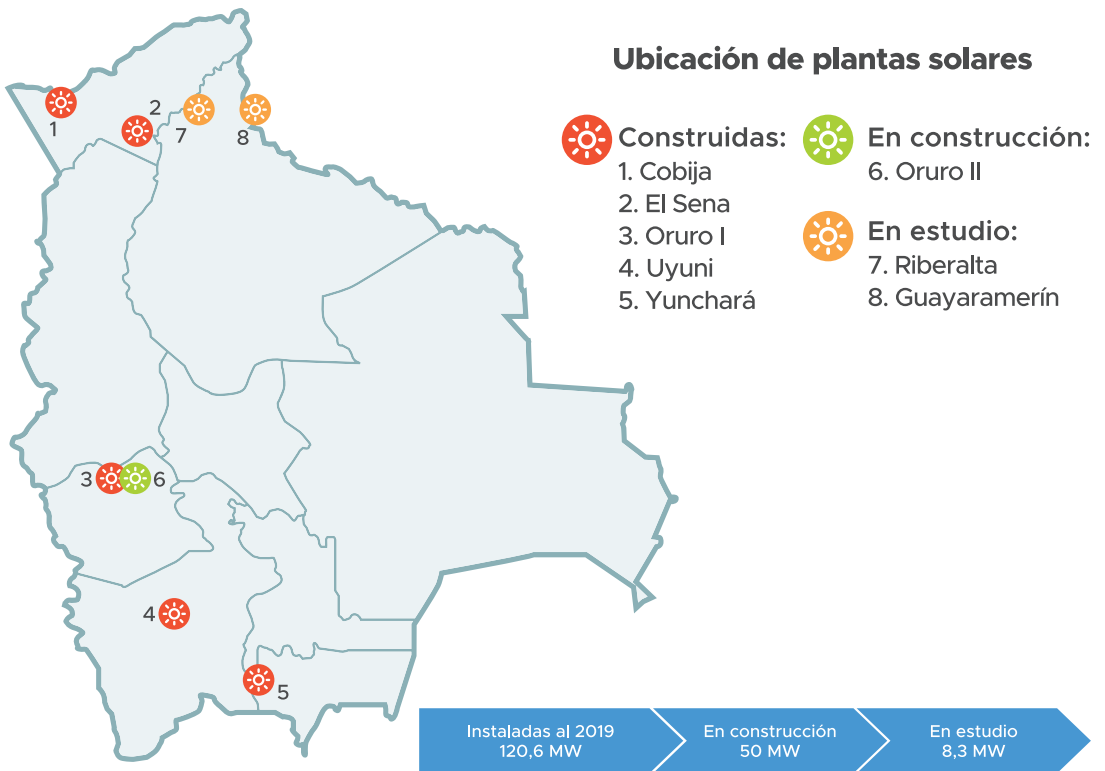 Ubicación de plantas solares
Construidas:
1. Cobija
2. El Sena
3. Oruro I
4. Uyuni
5. Yunchará
En construcción:
6. Oruro II
En estudio:
7. Riberalta
8. Guayaramerín
1
2
7
8
3
6
4
5
Instaladas al 2019
120,6 MW
En construcción
50 MW
En estudio
8,3 MW